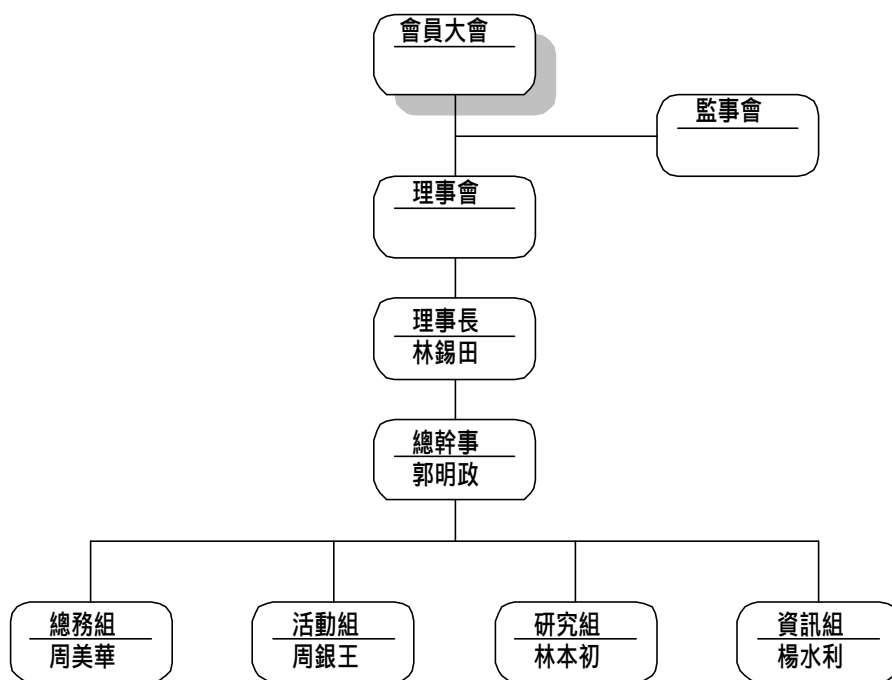 會員大會
監事會
理事會
理事長
林錫田
總幹事
郭明政
總務組
周美華
活動組
周銀王
研究組
林本初
資訊組
楊水利